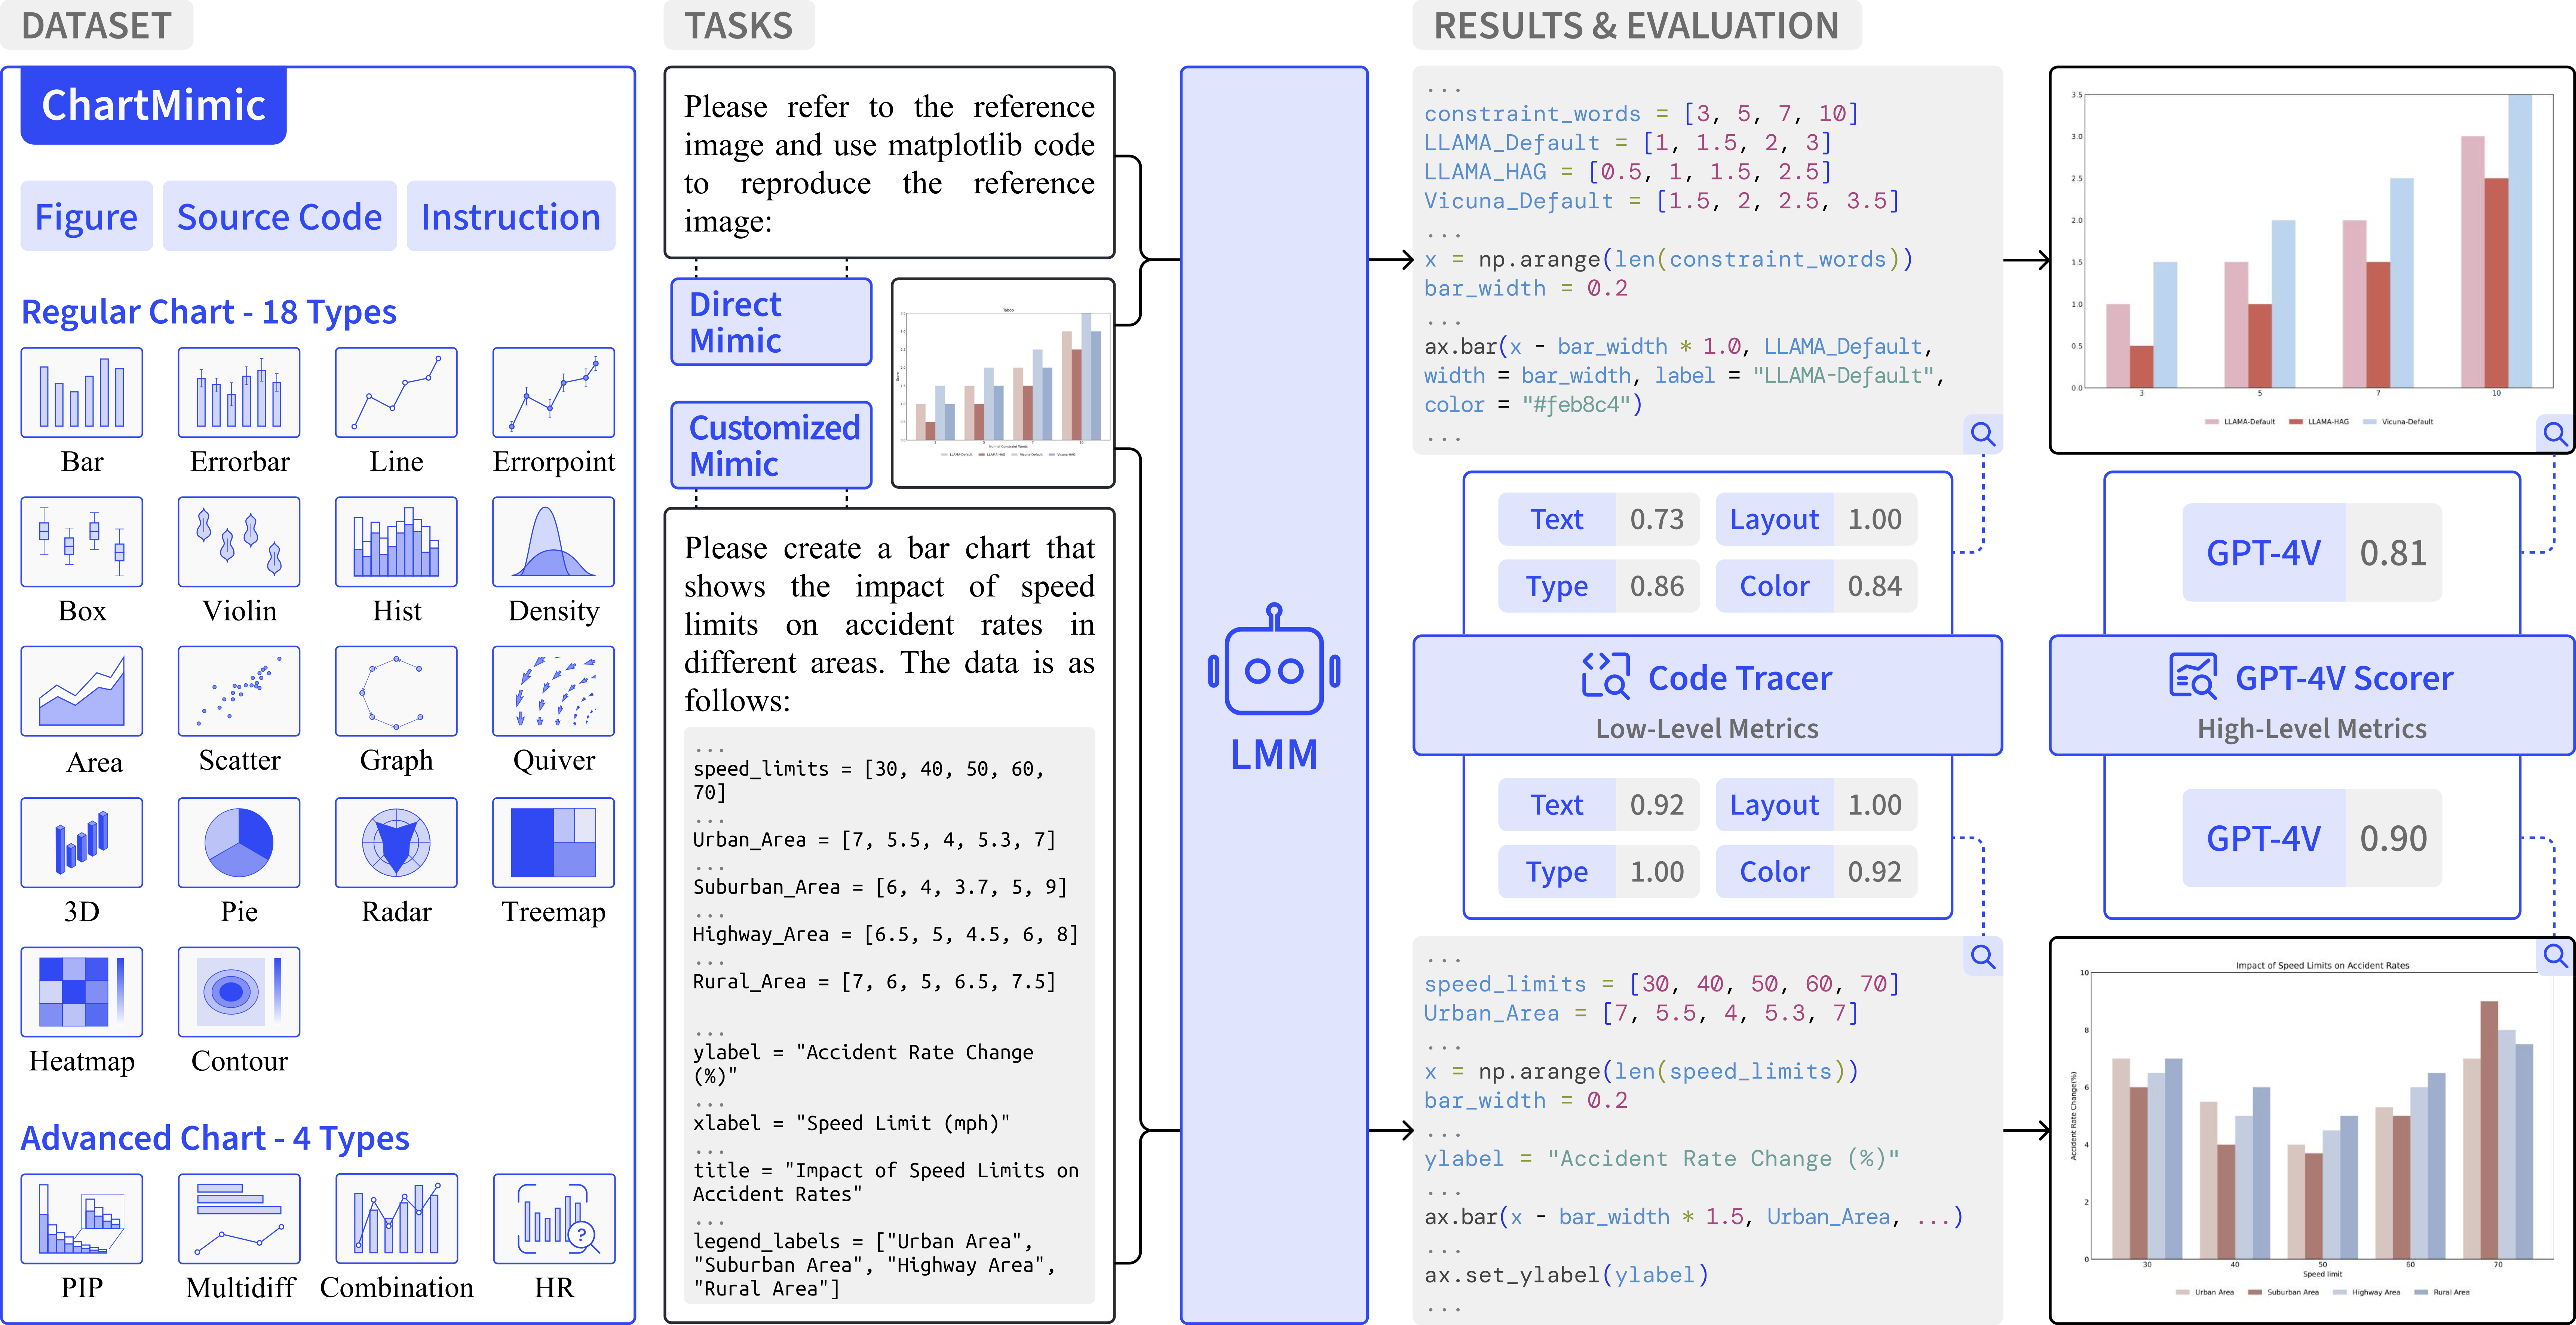 DATASET
ChartMimic
Figure
Source Code
Instruction
Regular Chart - 18 Types
Bar
Errorbar
Line
Errorpoint
Box
Violin
Hist
Density
Area
Scatter
Graph
Quiver
3D
Pie
Radar
Treemap
Heatmap
Contour
Advanced Chart - 4 Types
PIP
Multidiff
Combination
?
HR
TASKS
Please refer to the reference
image and use matplotlib code
to reproduce the reference
image:
Direct
Mimic
Customized
Mimic
Please create a bar chart that
shows the impact of speed
limits on accident rates in
different areas. The data is as
follows:
...
speed_limits = [30, 40, 50, 60,
70]
...
Urban_Area = [7, 5.5, 4, 5.3, 7]
...
Suburban_Area = [6, 4, 3.7, 5, 9]
...
Highway_Area = [6.5, 5, 4.5, 6, 8]
...
Rural_Area = [7, 6, 5, 6.5, 7.5]
...
ylabel = "Accident Rate Change
(%)"
...
xlabel = "Speed Limit (mph)"
...
title = "Impact of Speed Limits on
Accident Rates"
...
legend_labels = ["Urban Area",
"Suburban Area", "Highway Area",
"Rural Area"]
LMM
RESULTS & EVALUATION
...
constraint_words = [3, 5, 7, 10]
LLAMA_Default = [1, 1.5, 2, 3]
LLAMA_HAG = [0.5, 1, 1.5, 2.5]
Vicuna_Default = [1.5, 2, 2.5, 3.5]
...
x = np.arange(len(constraint_words))
bar_width = 0.2
...
ax.bar(x - bar_width * 1.0, LLAMA_Default,
width = bar_width, label = "LLAMA-Default",
color = "#feb8c4")
...
Text 0.73 Layout 1.00
Type 0.86 Color 0.84
Code Tracer
Low-Level Metrics
Text 0.92 Layout 1.00
Type 1.00 Color 0.92
...
speed_limits = [30, 40, 50, 60, 70]
Urban_Area = [7, 5.5, 4, 5.3, 7]
...
x = np.arange(len(speed_limits))
bar_width = 0.2
...
ylabel = "Accident Rate Change (%)"
...
ax.bar(x - bar_width * 1.5, Urban_Area, ...)
...
ax.set_ylabel(ylabel)
...
3.5
3.0
2.5
2.0
1.5
1.0
0.5
0.0
3 5 7 10
LLAMA-Default LLAMA-HAG Vicuna-Default
GPT-4V 0.81
GPT-4V Scorer
High-Level Metrics
GPT-4V 0.90
Impact of Speed Limits on Accident Rates
10
8
6
4
2
0
Accident Rate Change(%)
30 40 50 60 70
Speed limit
Urban Area Suburban Area Highway Area Rural Area